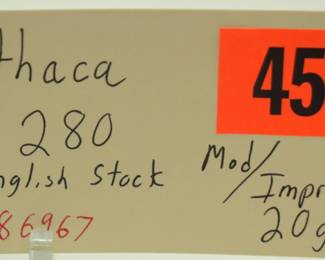 thaca
45
280
nglish Stock
Mod/
Impr
86967
20g